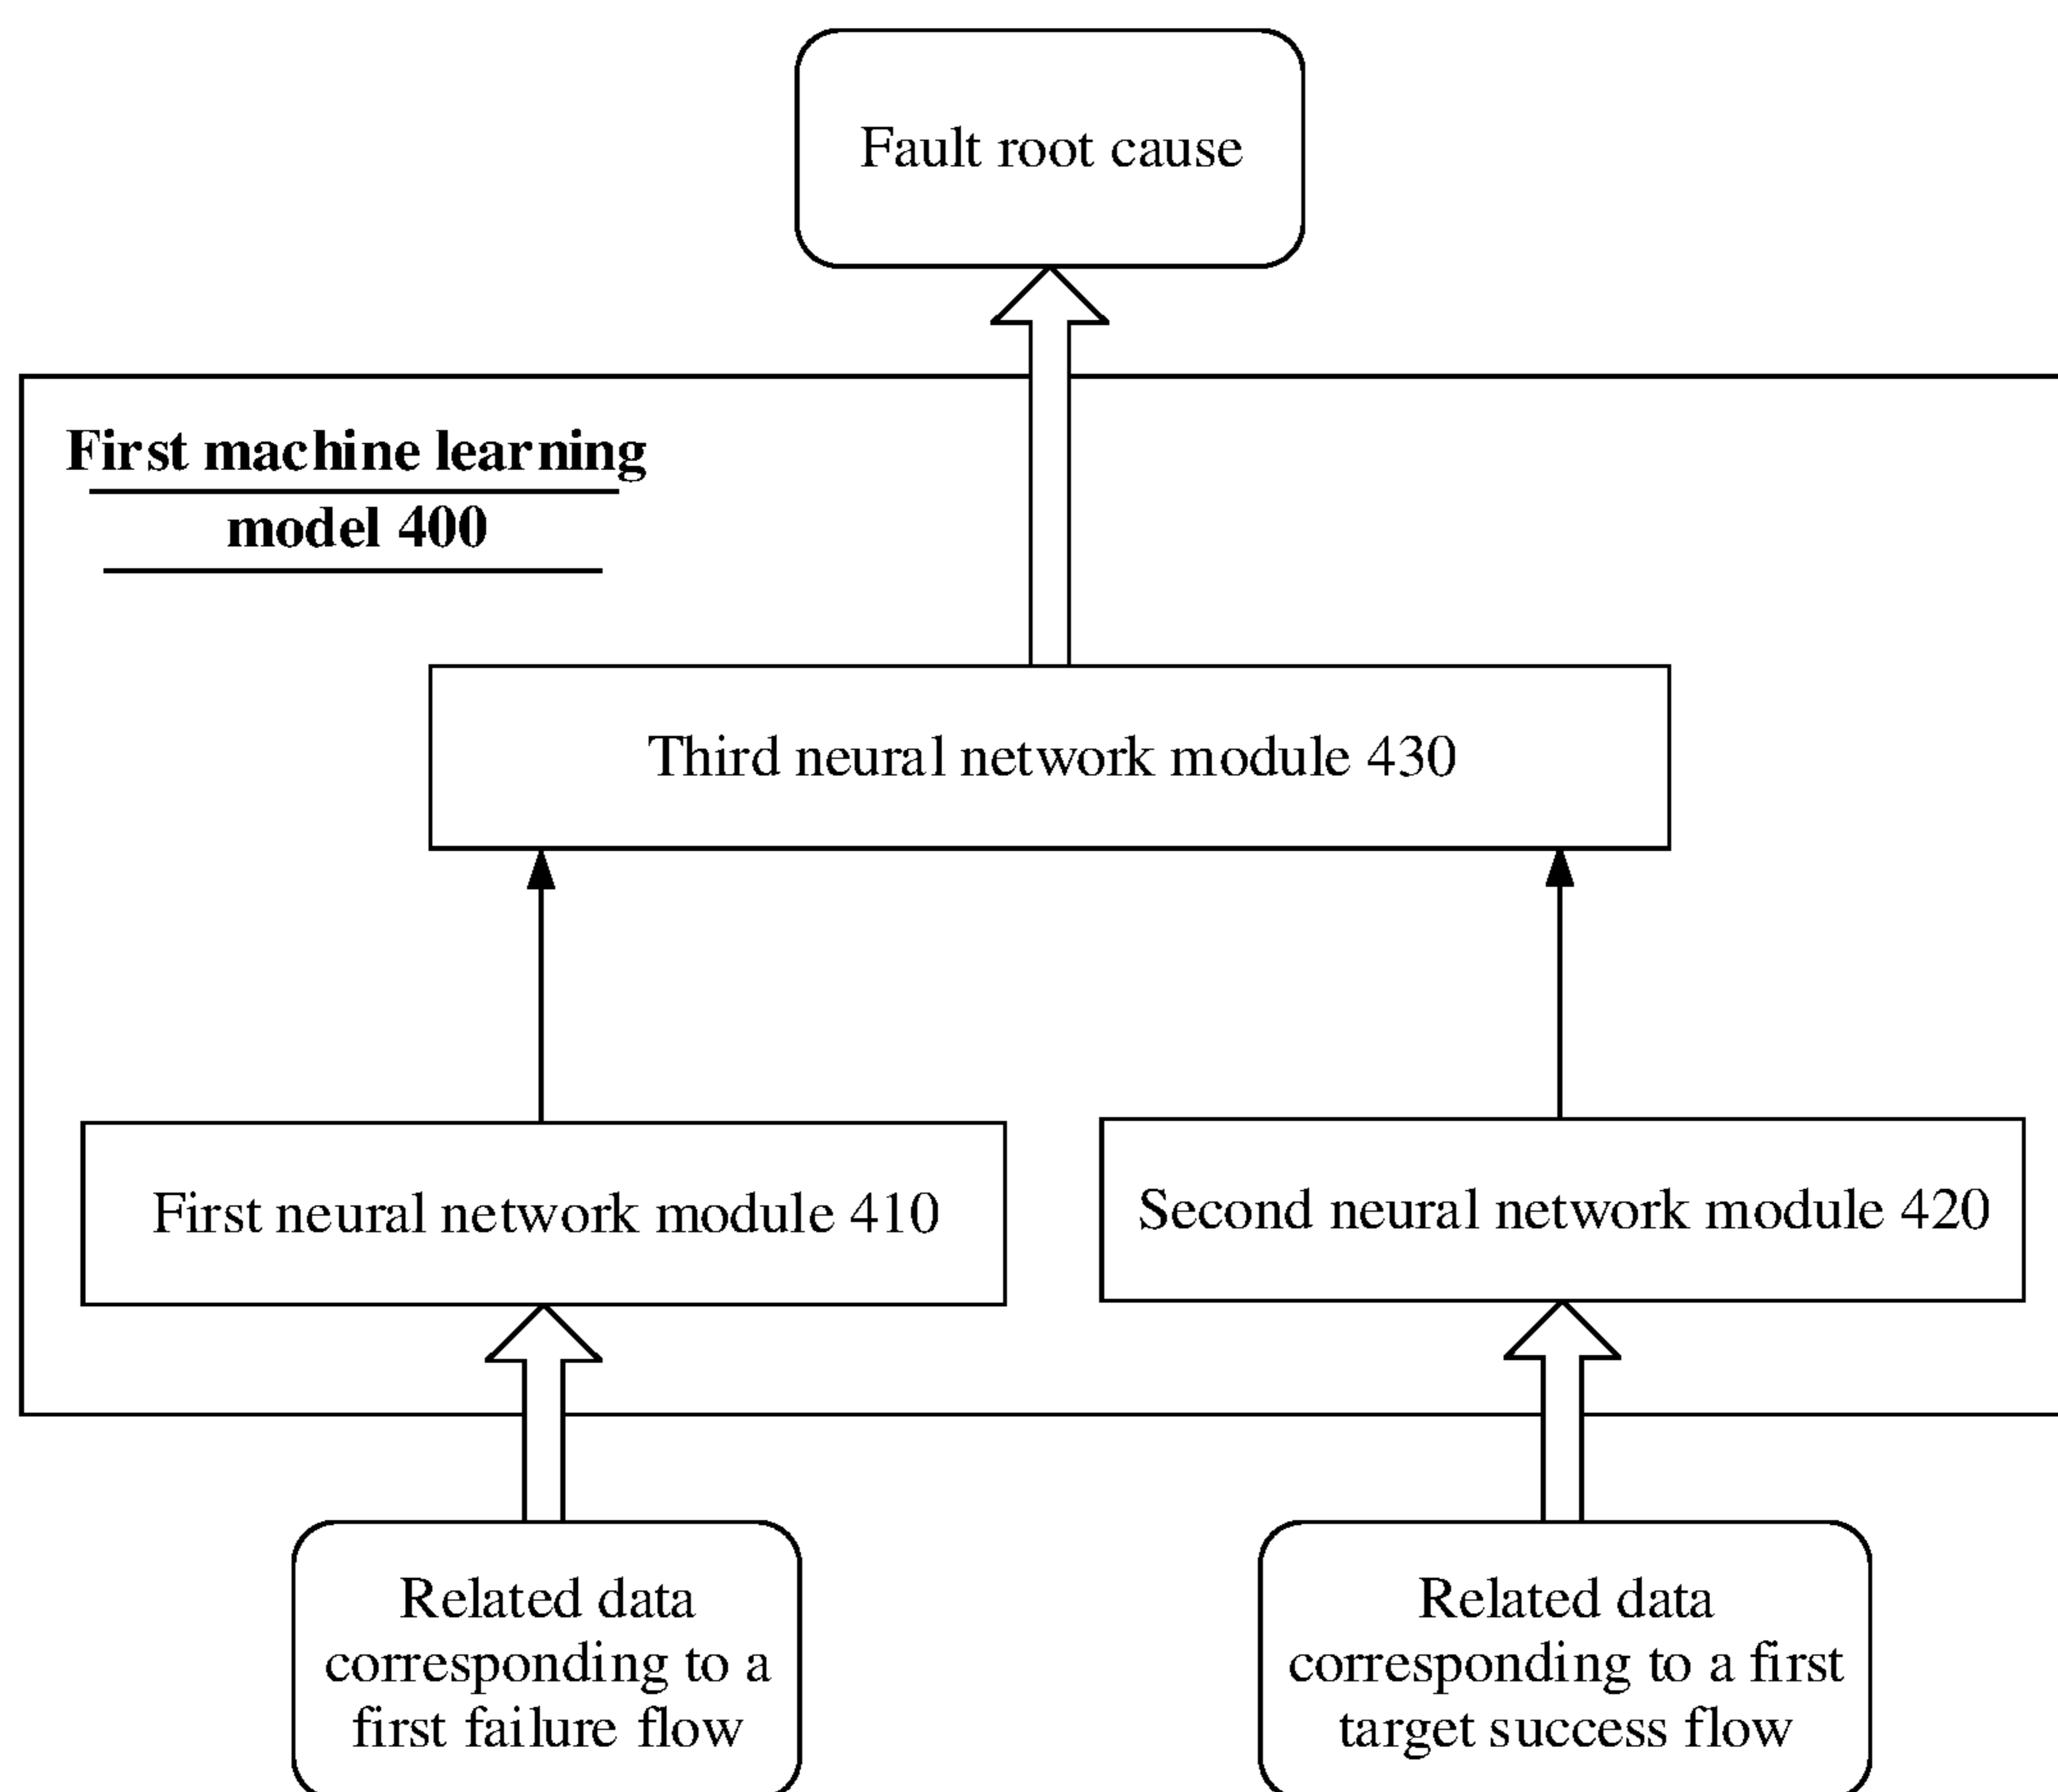 Fault root cause
First machine learning
model 400
Third neural network module 430
First neural network module 410
Second neural network module 420
Related data
corresponding to a
first failure flow
Related data
corresponding to a first
target success flow